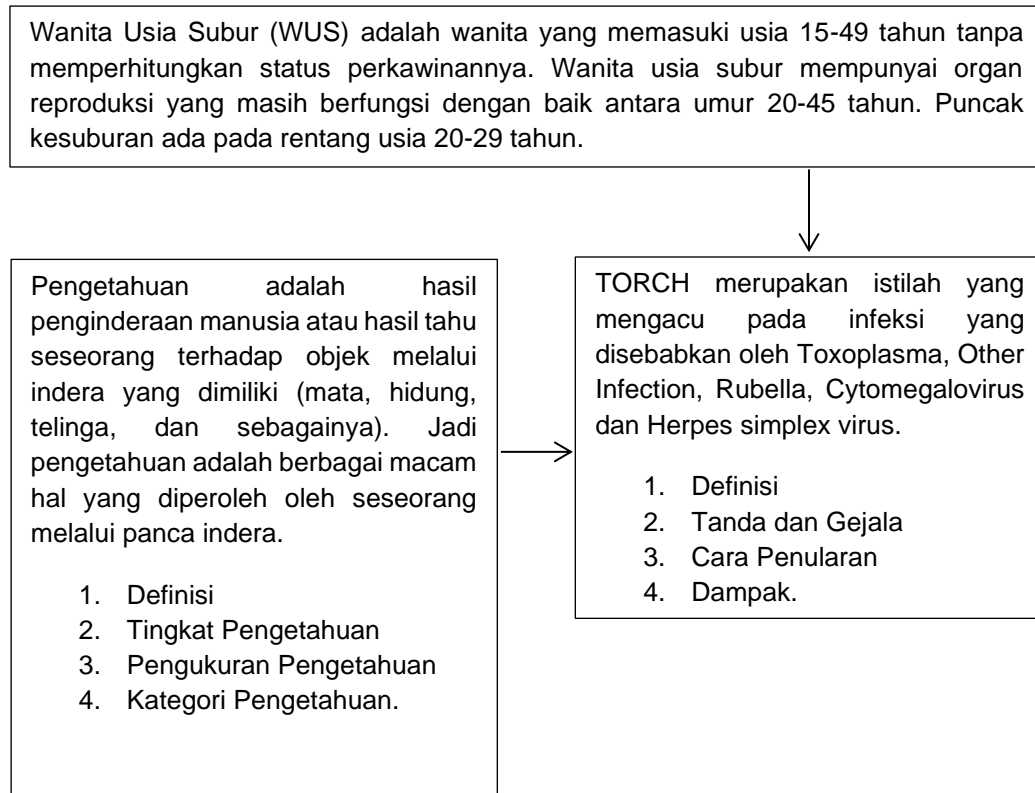 Wanita Usia Subur (WUS) adalah wanita yang memasuki usia 15-49 tahun tanpa
memperhitungkan status perkawinannya. Wanita usia subur mempunyai organ
reproduksi yang masih berfungsi dengan baik antara umur 20-45 tahun. Puncak
kesuburan ada pada rentang usia 20-29 tahun.
Pengetahuan adalah hasil
penginderaan manusia atau hasil tahu
seseorang terhadap objek melalui
indera yang dimiliki (mata, hidung,
telinga, dan sebagainya). Jadi
pengetahuan adalah berbagai macam
hal yang diperoleh oleh seseorang
melalui panca indera.
1. Definisi
2. Tingkat Pengetahuan
3. Pengukuran Pengetahuan
4. Kategori Pengetahuan.
TORCH merupakan istilah yang
mengacu pada infeksi yang
disebabkan oleh Toxoplasma, Other
Infection, Rubella, Cytomegalovirus
dan Herpes simplex virus.
1. Definisi
2. Tanda dan Gejala
3. Cara Penularan
4. Dampak.